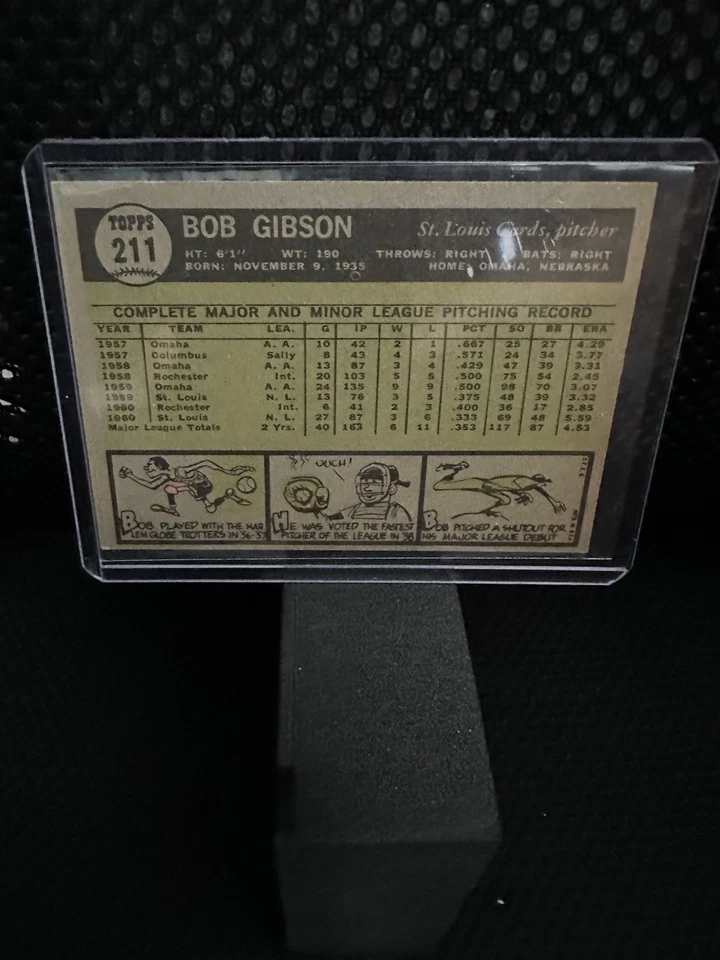 TOPPS
211
BOB GIBSON
St. Louis Cards, pitcher
HT: 6'1" WT: 190 THROWS: RIGHT BATS: RIGHT
BORN: NOVEMBER 9, 1935 HOME: OMAHA, NEBRASKA
COMPLETE MAJOR AND MINOR LEAGUE PITCHING RECORD
YEAR TEAM LEA. G IP W L PCT SO BB ERA
1957 Omaha A. A. 10 42 2 1 .667 25 27 4.29
1957 Columbus Sally 8 43 4 3 .571 24 34 3.77
1958 Omaha A. A. 13 87 3 4 .429 47 39 3.31
1958 Rochester Int. 20 103 5 5 .500 75 54 2.45
1959 Omaha A. A. 24 135 9 9 .500 98 70 3.07
1959 St. Louis N. L. 13 76 3 5 .375 48 39 3.32
1960 Rochester Int. 6 41 2 3 .400 36 17 2.85
1960 St. Louis N. L. 27 87 3 6 .333 69 48 5.59
Major League Totals 2 Yrs. 40 163 6 11 .353 117 87 4.53
BOB PLAYED WITH THE HAR
LEM GLOBE TROTTERS IN '56-'57
OUCH!
HE WAS VOTED THE FASTEST
PITCHER OF THE LEAGUE IN '58
BOB PITCHED A SHUTOUT FOR
HIS MAJOR LEAGUE DEBUT